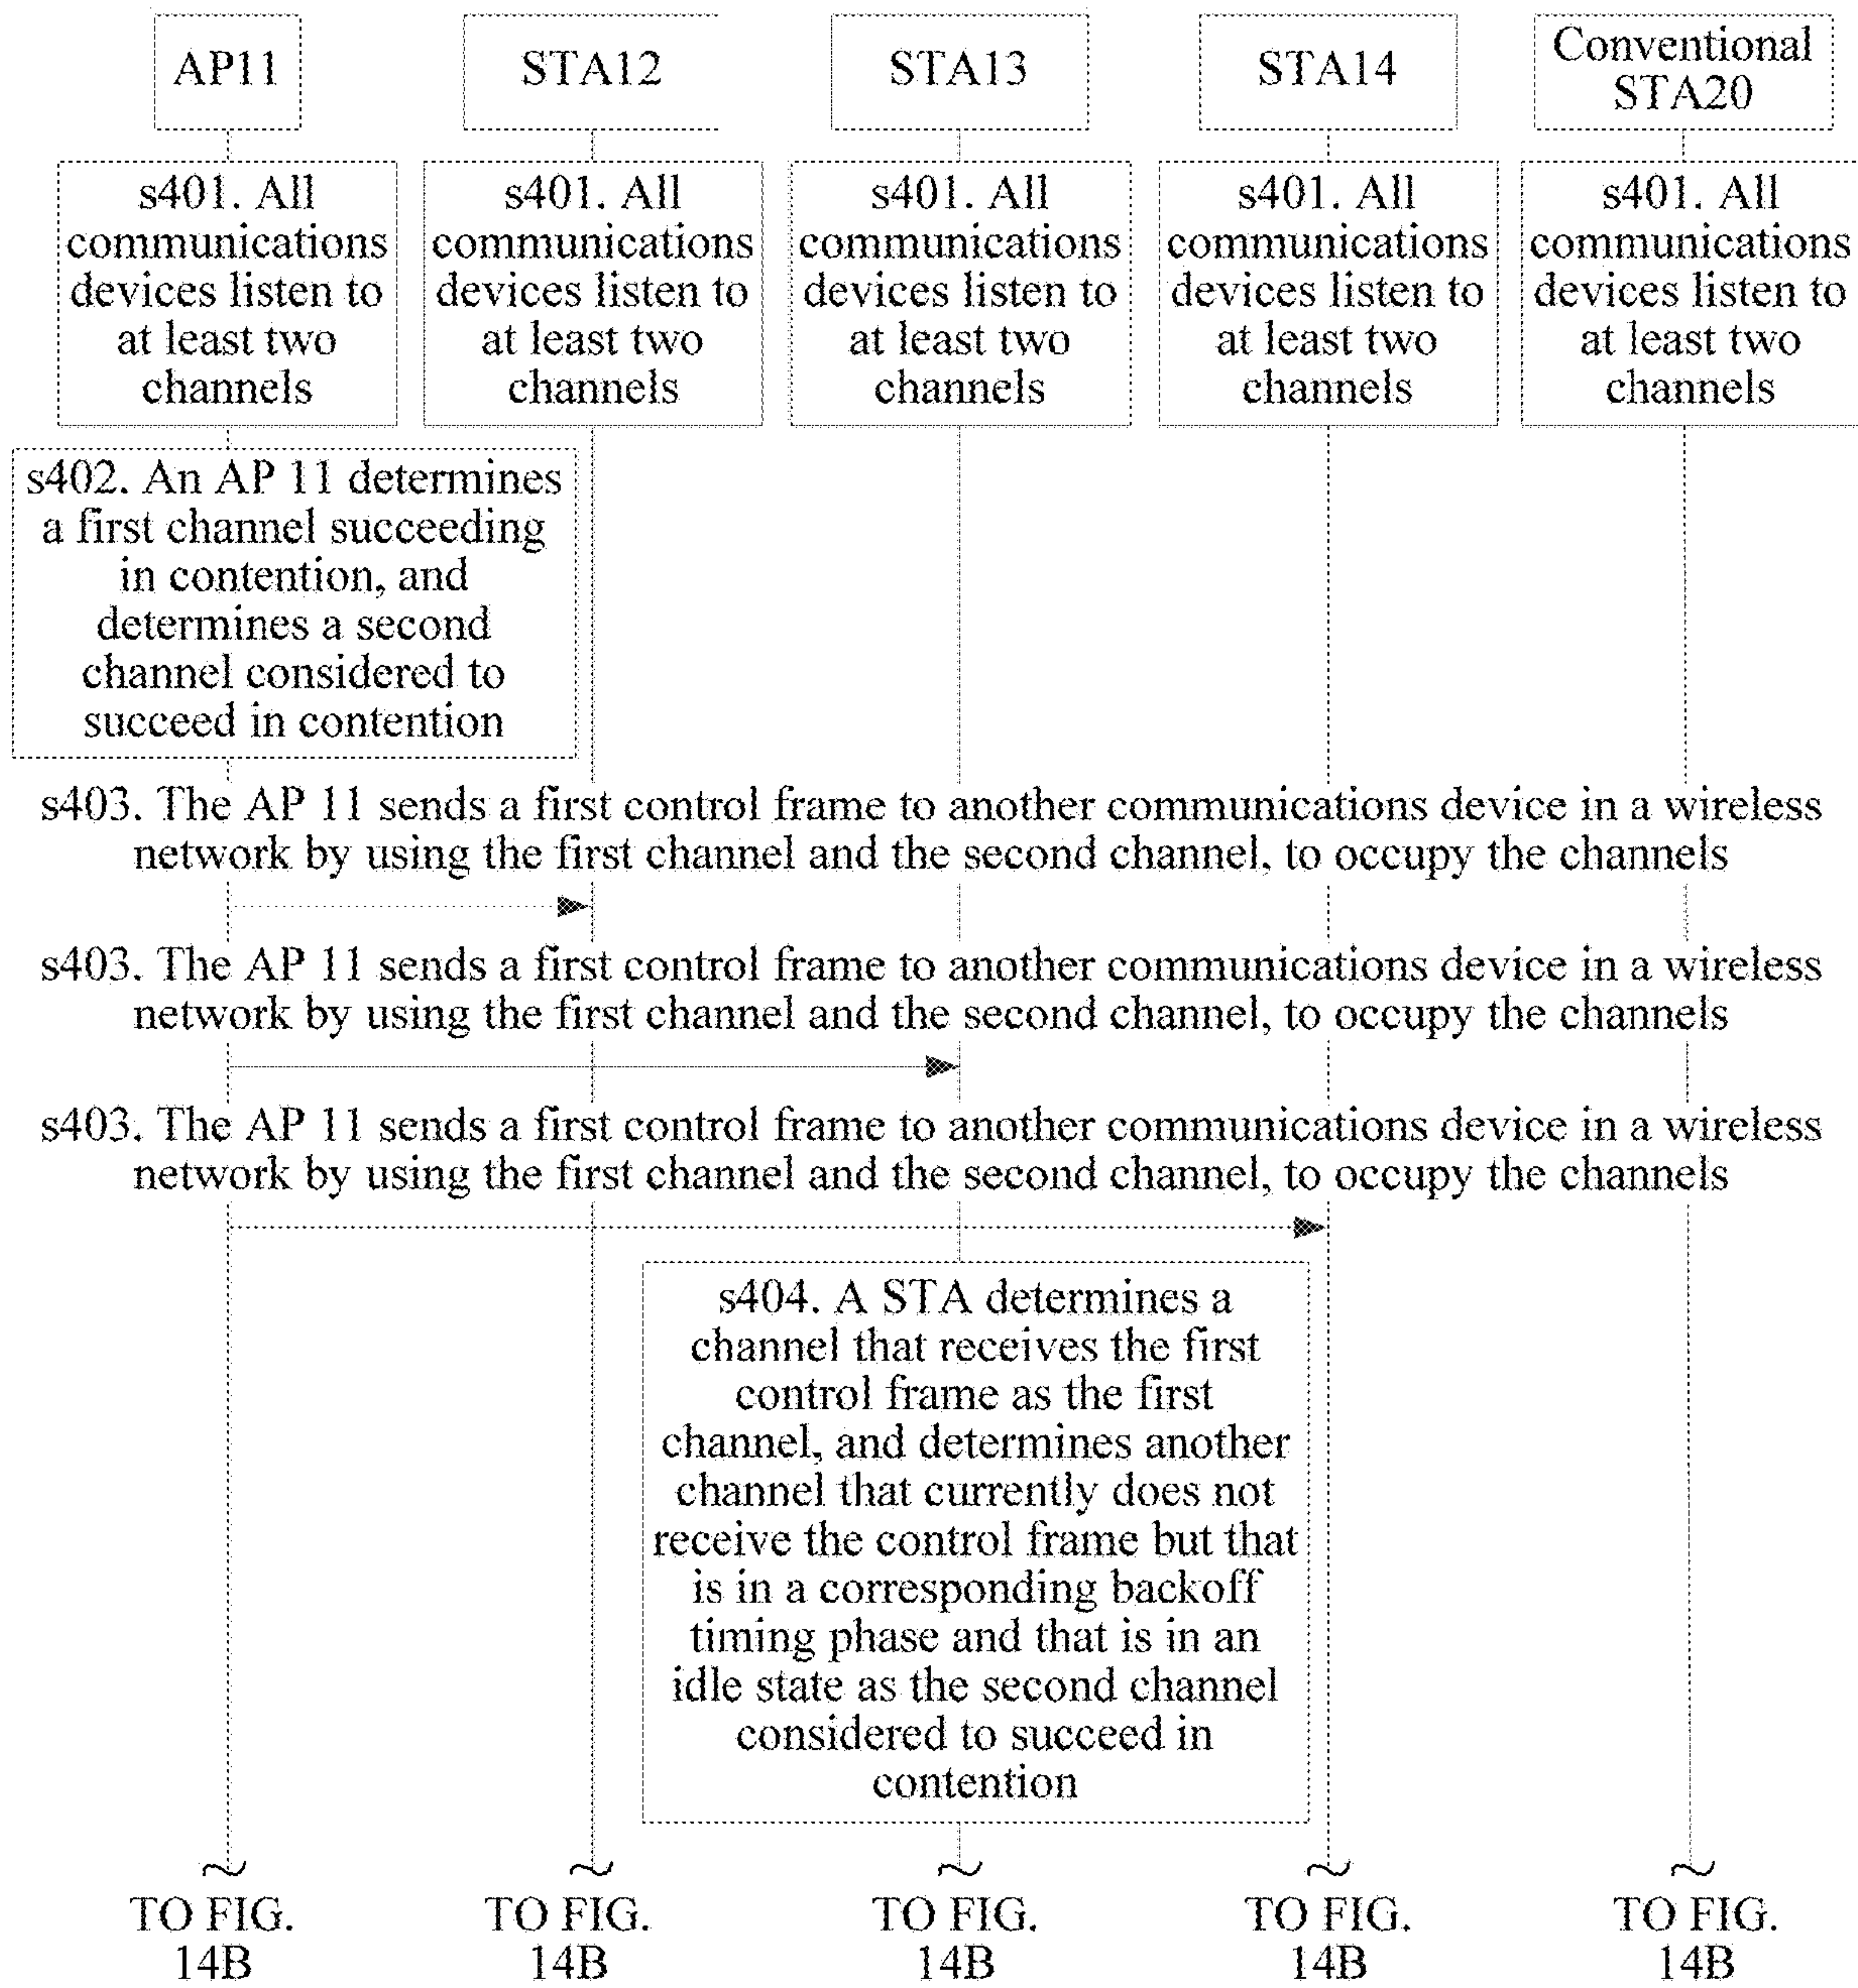 AP11
STA12
STA13
STA14
Conventional
STA20
s401. All
communications
devices listen to
at least two
channels
s401. All
communications
devices listen to
at least two
channels
s401. All
communications
devices listen to
at least two
channels
s401. All
communications
devices listen to
at least two
channels
s401. All
communications
devices listen to
at least two
channels
s402. An AP 11 determines
a first channel succeeding
in contention, and
determines a second
channel considered to
succeed in contention
s403. The AP 11 sends a first control frame to another communications device in a wireless
network by using the first channel and the second channel, to occupy the channels
s403. The AP 11 sends a first control frame to another communications device in a wireless
network by using the first channel and the second channel, to occupy the channels
s403. The AP 11 sends a first control frame to another communications device in a wireless
network by using the first channel and the second channel, to occupy the channels
s404. A STA determines a
channel that receives the first
control frame as the first
channel, and determines another
channel that currently does not
receive the control frame but that
is in a corresponding backoff
timing phase and that is in an
idle state as the second channel
considered to succeed in
contention
TO FIG.
14B
TO FIG.
14B
TO FIG.
14B
TO FIG.
14B
TO FIG.
14B